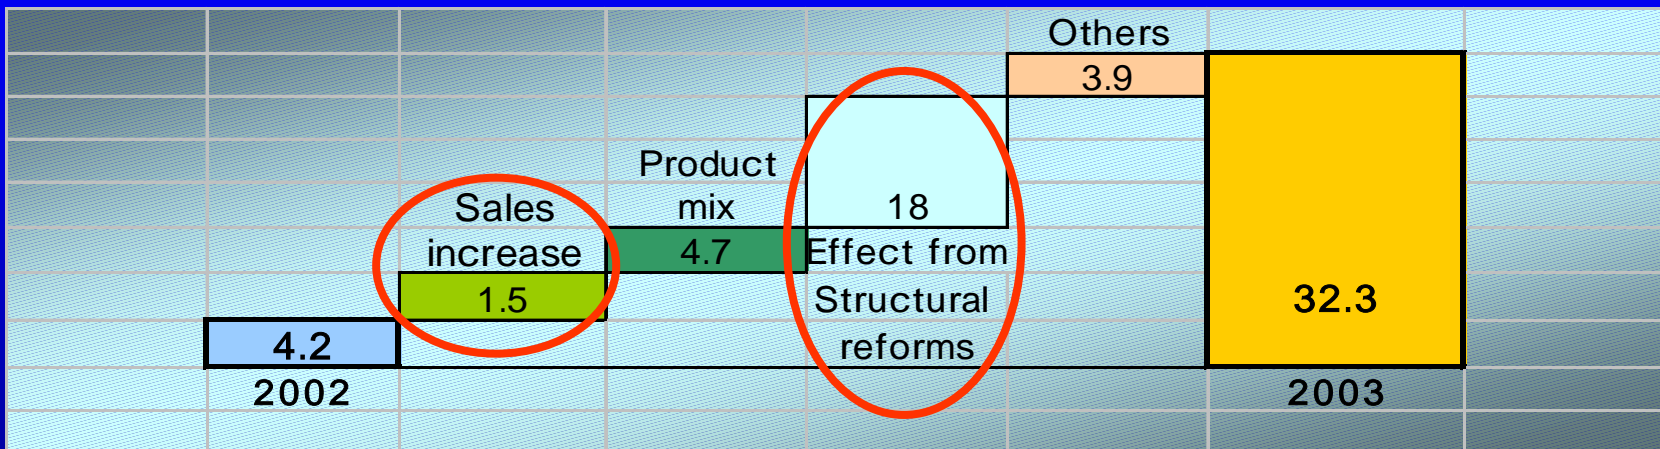 Others
3.9
Product
mix
4.7
18
Effect from
Structural
reforms
Sales
increase
1.5
4.2
2002
32.3
2003